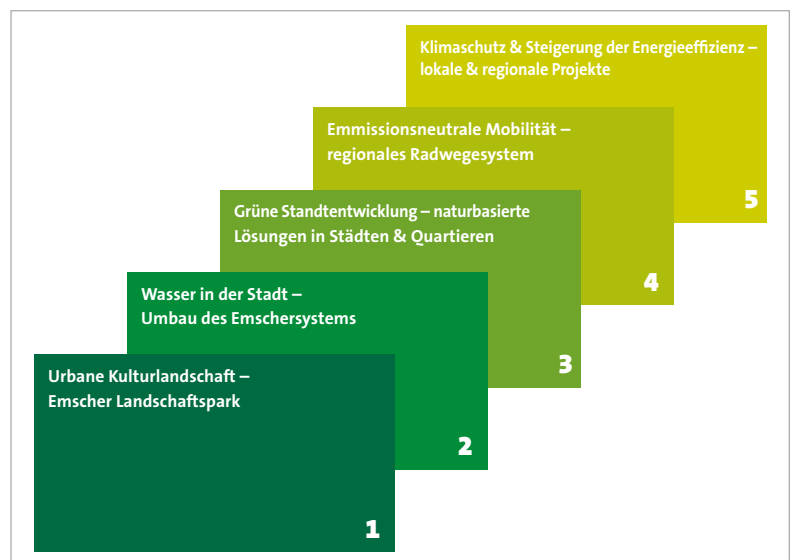 Klimaschutz & Steigerung der Energieeffizienz –
lokale & regionale Projekte
5
Emmissionsneutrale Mobilität –
regionales Radwegesystem
4
Grüne Standtentwicklung – naturbasierte
Lösungen in Städten & Quartieren
3
Wasser in der Stadt –
Umbau des Emschersystems
2
Urbane Kulturlandschaft –
Emscher Landschaftspark
1